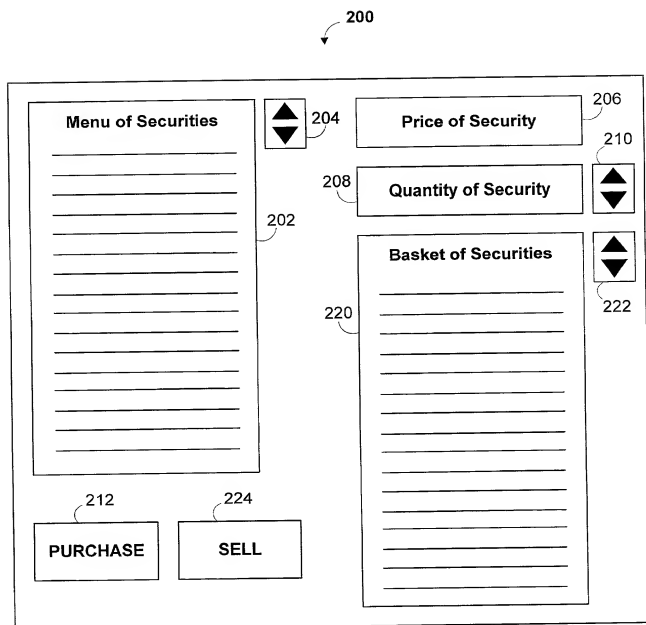 200
Menu of Securities
204
Price of Security
206
210
208
Quantity of Security
202
Basket of Securities
222
220
212
224
PURCHASE
SELL